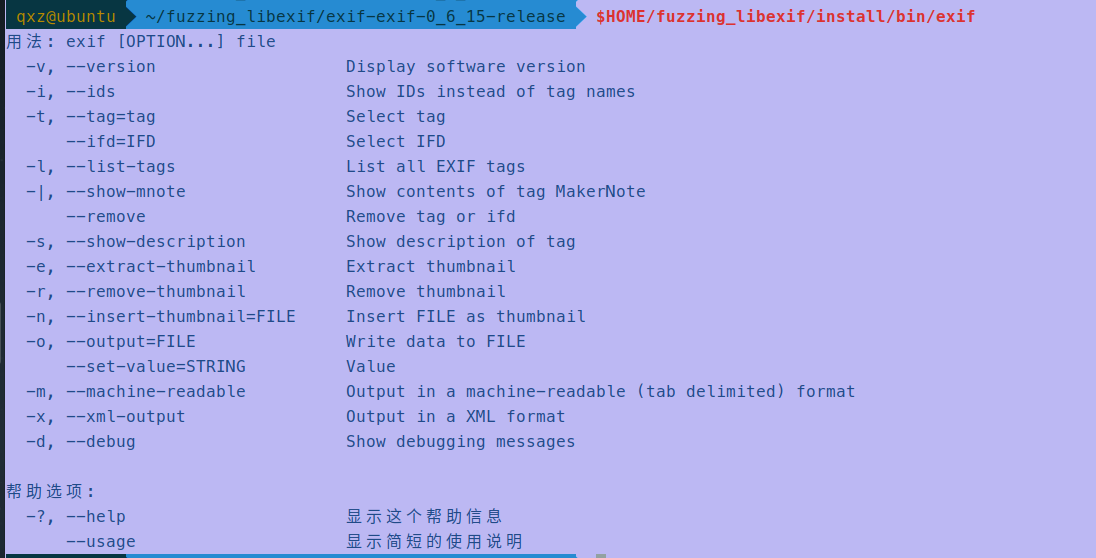 qxz@ubuntu ~/fuzzing_libexif/exif-exif-0_6_15-release $HOME/fuzzing_libexif/install/bin/exif
用法: exif [OPTION...] file
-v, --version Display software version
-i, --ids Show IDs instead of tag names
-t, --tag=tag Select tag
--ifd=IFD Select IFD
-l, --list-tags List all EXIF tags
-|, --show-mnote Show contents of tag MakerNote
--remove Remove tag or ifd
-s, --show-description Show description of tag
-e, --extract-thumbnail Extract thumbnail
-r, --remove-thumbnail Remove thumbnail
-n, --insert-thumbnail=FILE Insert FILE as thumbnail
-o, --output=FILE Write data to FILE
--set-value=STRING Value
-m, --machine-readable Output in a machine-readable (tab delimited) format
-x, --xml-output Output in a XML format
-d, --debug Show debugging messages
帮助选项:
-?, --help 显示这个帮助信息
--usage 显示简短的使用说明